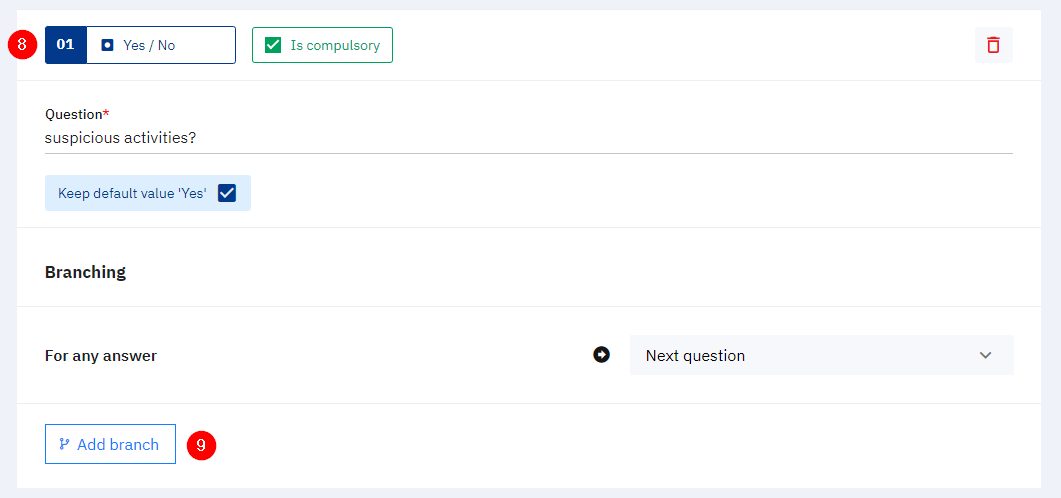 8 01 Yes / No Is compulsory
Question*
suspicious activities?
Keep default value 'Yes'
Branching
For any answer Next question
Add branch 9